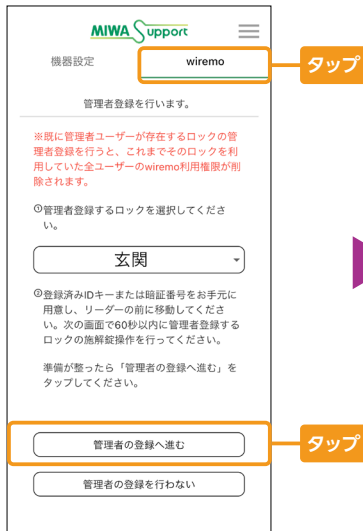 MIWA Support
機器設定 wiremo タップ
管理者登録を行います。
※既に管理者ユーザーが存在するロックの管
理者登録を行うと、これまでそのロックを利
用していた全ユーザーのwiremo利用権限が削
除されます。
①管理者登録するロックを選択してくださ
い。
玄関
②登録済みIDキーまたは暗証番号をお手元に
用意し、リーダーの前に移動してくださ
い。次の画面で60秒以内に管理者登録する
ロックの施解錠操作を行ってください。
準備が整ったら「管理者の登録へ進む」を
タップしてください。
管理者の登録へ進む タップ
管理者の登録を行わない